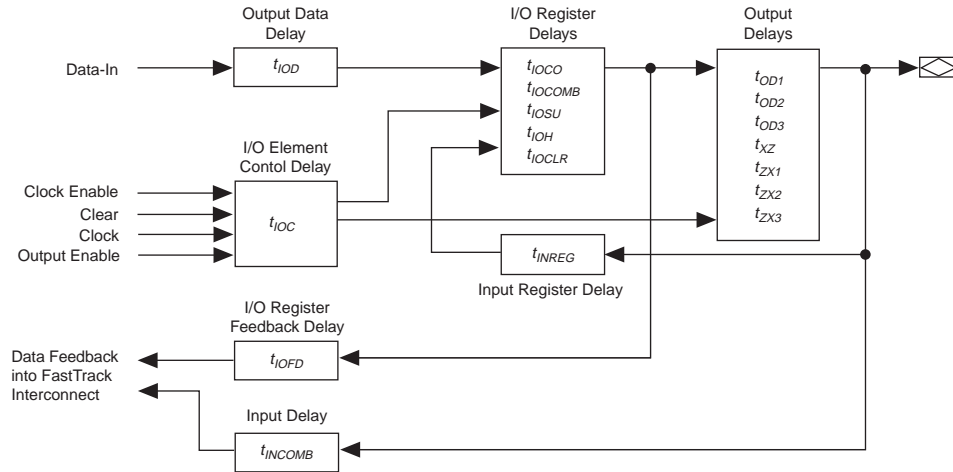 Output Data
Delay
I/O Register
Delays
Output
Delays
Data-In
tIOD
tIOCO
tIOCOMB
tIOSU
tIOH
tIOCLR
tOD1
tOD2
tOD3
tXZ
tZX1
tZX2
tZX3
I/O Element
Contol Delay
Clock Enable
Clear
Clock
Output Enable
tIOC
tINREG
Input Register Delay
I/O Register
Feedback Delay
tIOFD
Data Feedback
into FastTrack
Interconnect
Input Delay
tINCOMB